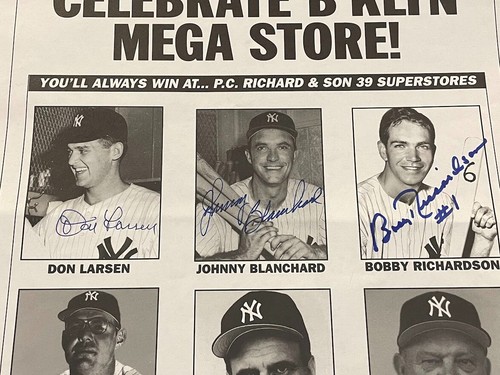 CELEBRATE B'KLYN
MEGA STORE!
YOU'LL ALWAYS WIN AT... P.C. RICHARD & SON 39 SUPERSTORES
Don Larsen
Johnny Blanchard
Bobby Richardson
#1
6
DON LARSEN
JOHNNY BLANCHARD
BOBBY RICHARDSON